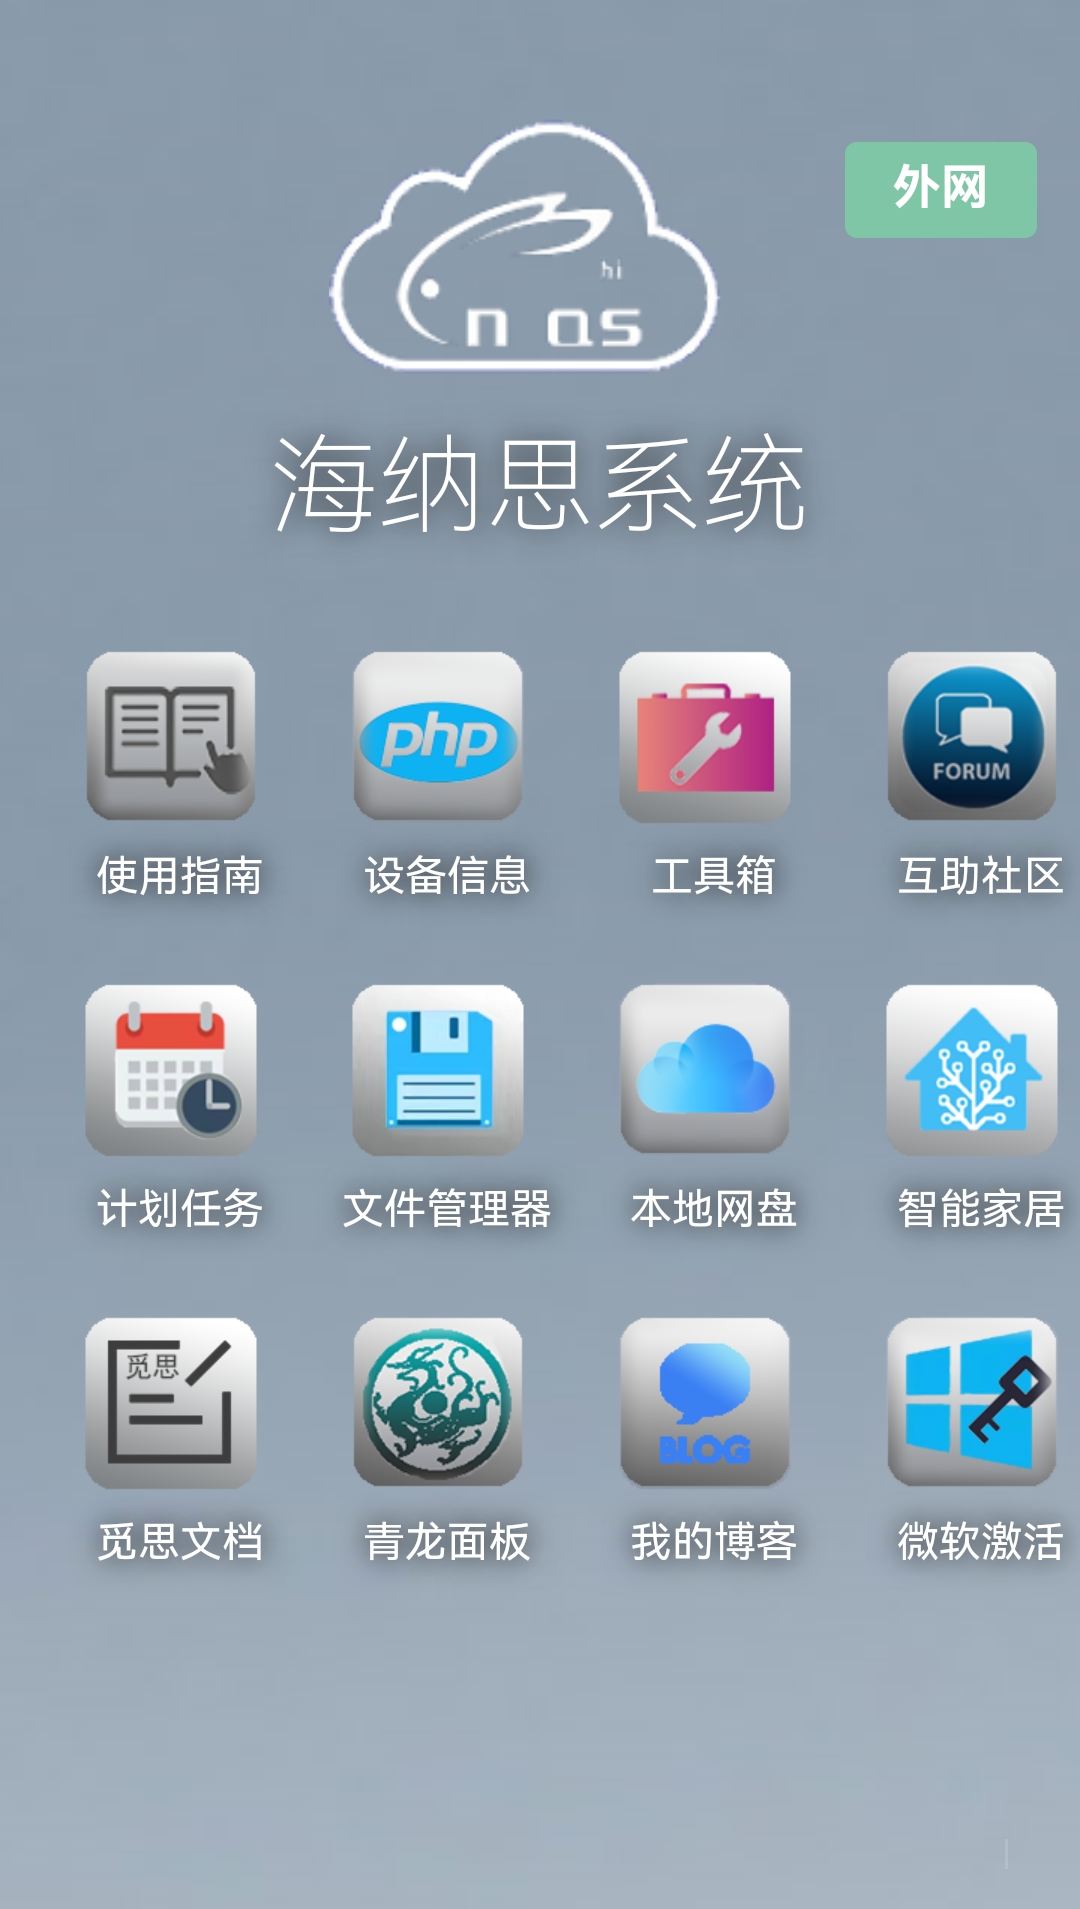 外网
hi
n as
海纳思系统
php
FORUM
使用指南 设备信息 工具箱 互助社区
计划任务 文件管理器 本地网盘 智能家居
觅思
BLOG
觅思文档 青龙面板 我的博客 微软激活